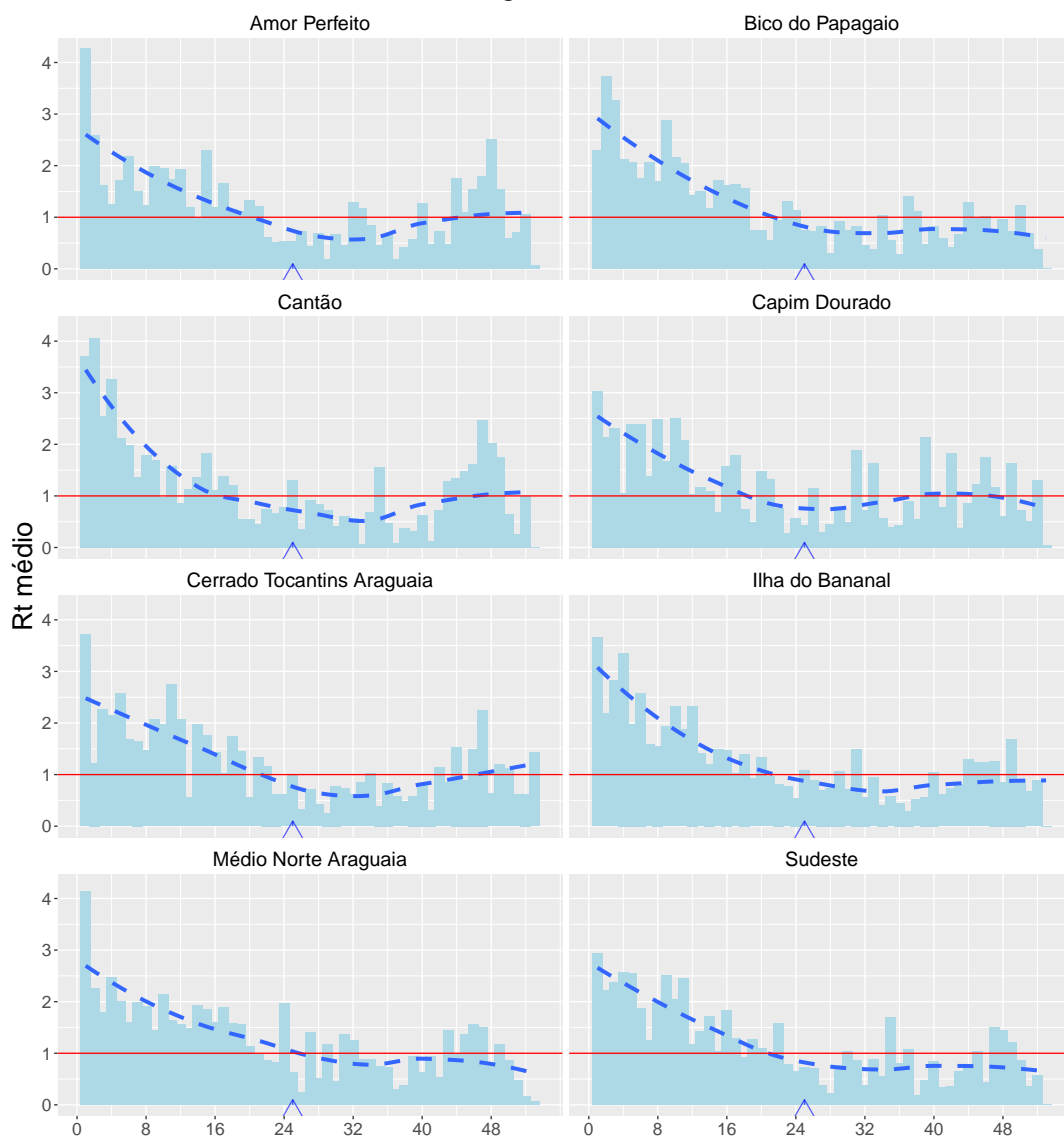 Amor Perfeito
Bico do Papagaio
4
3
2
1
0
Cantão
Capim Dourado
4
3
2
1
0
Rt médio
Cerrado Tocantins Araguaia
Ilha do Bananal
4
3
2
1
0
Médio Norte Araguaia
Sudeste
4
3
2
1
0
0 8 16 24 32 40 48 0 8 16 24 32 40 48